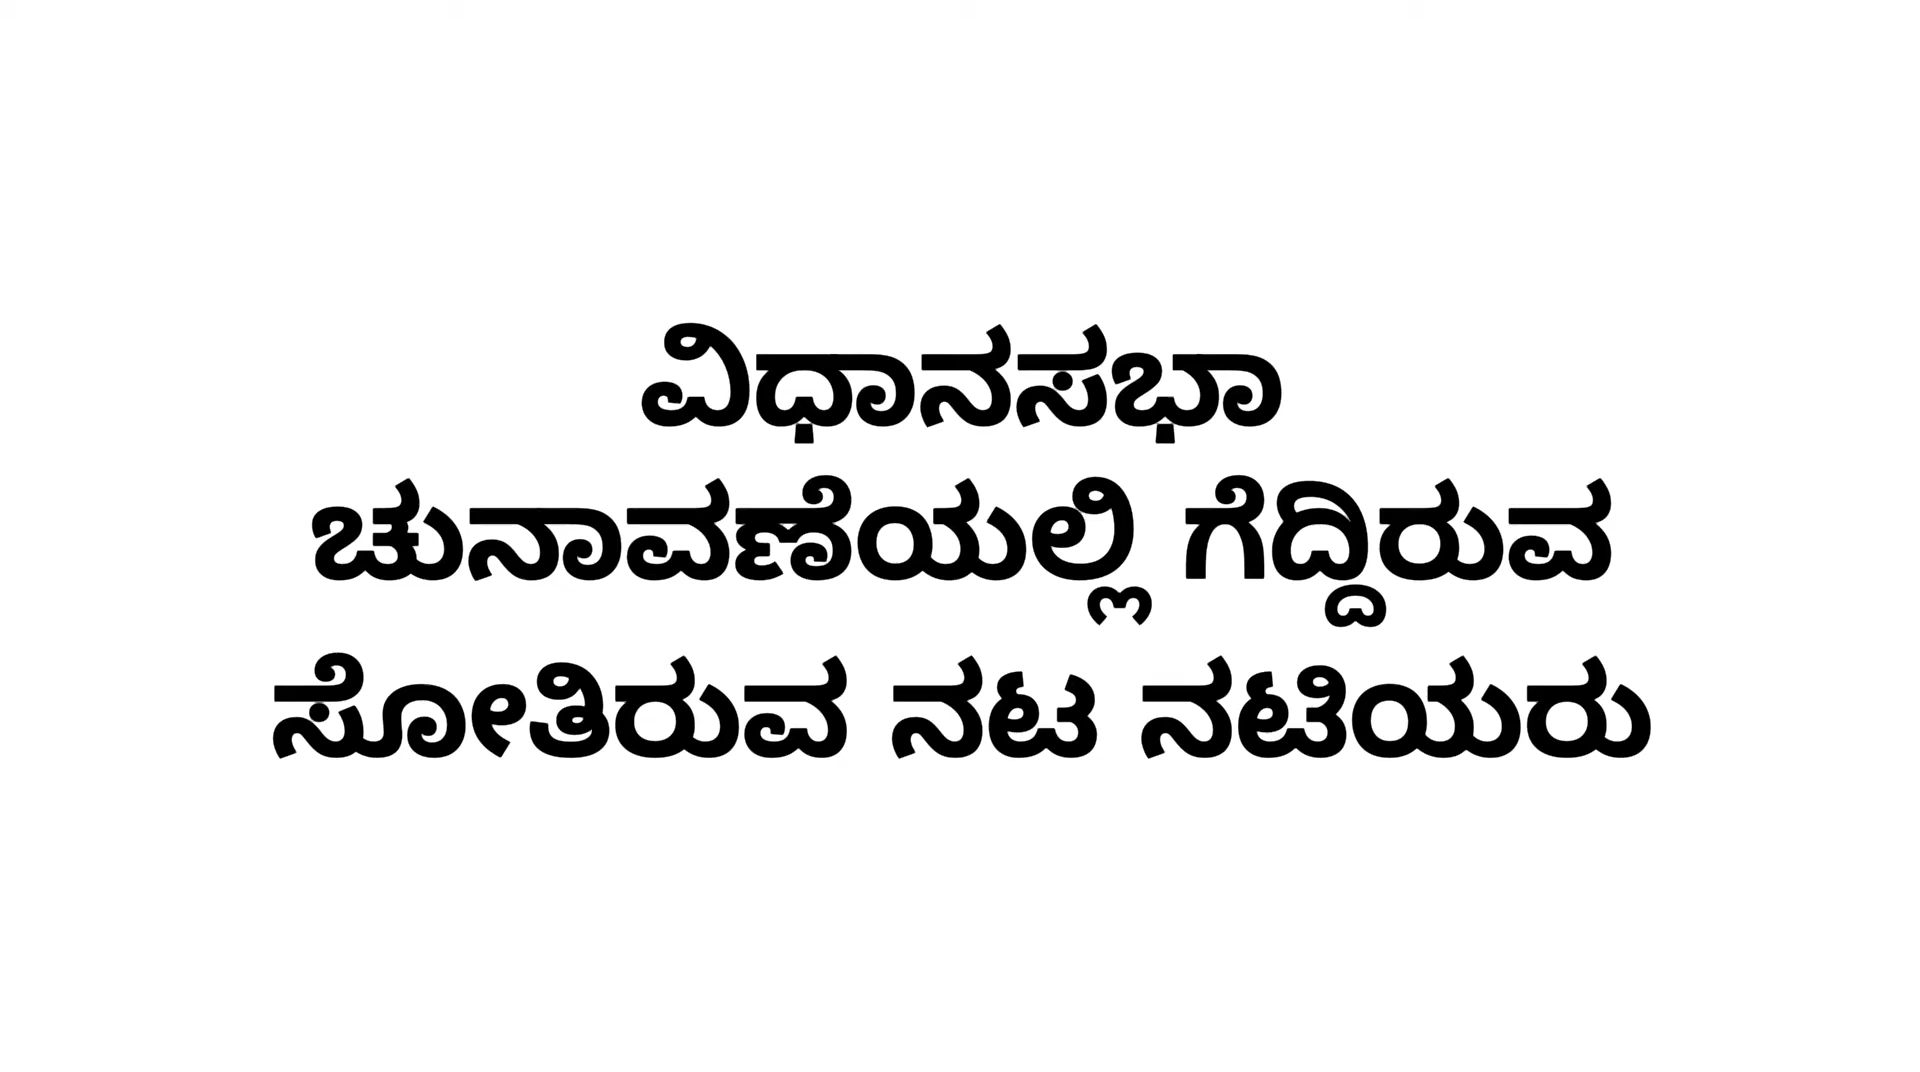 ವಿಧಾನಸಭಾ
ಚುನಾವಣೆಯಲ್ಲಿ ಗೆದ್ದಿರುವ
ಸೋತಿರುವ ನಟ ನಟಿಯರು